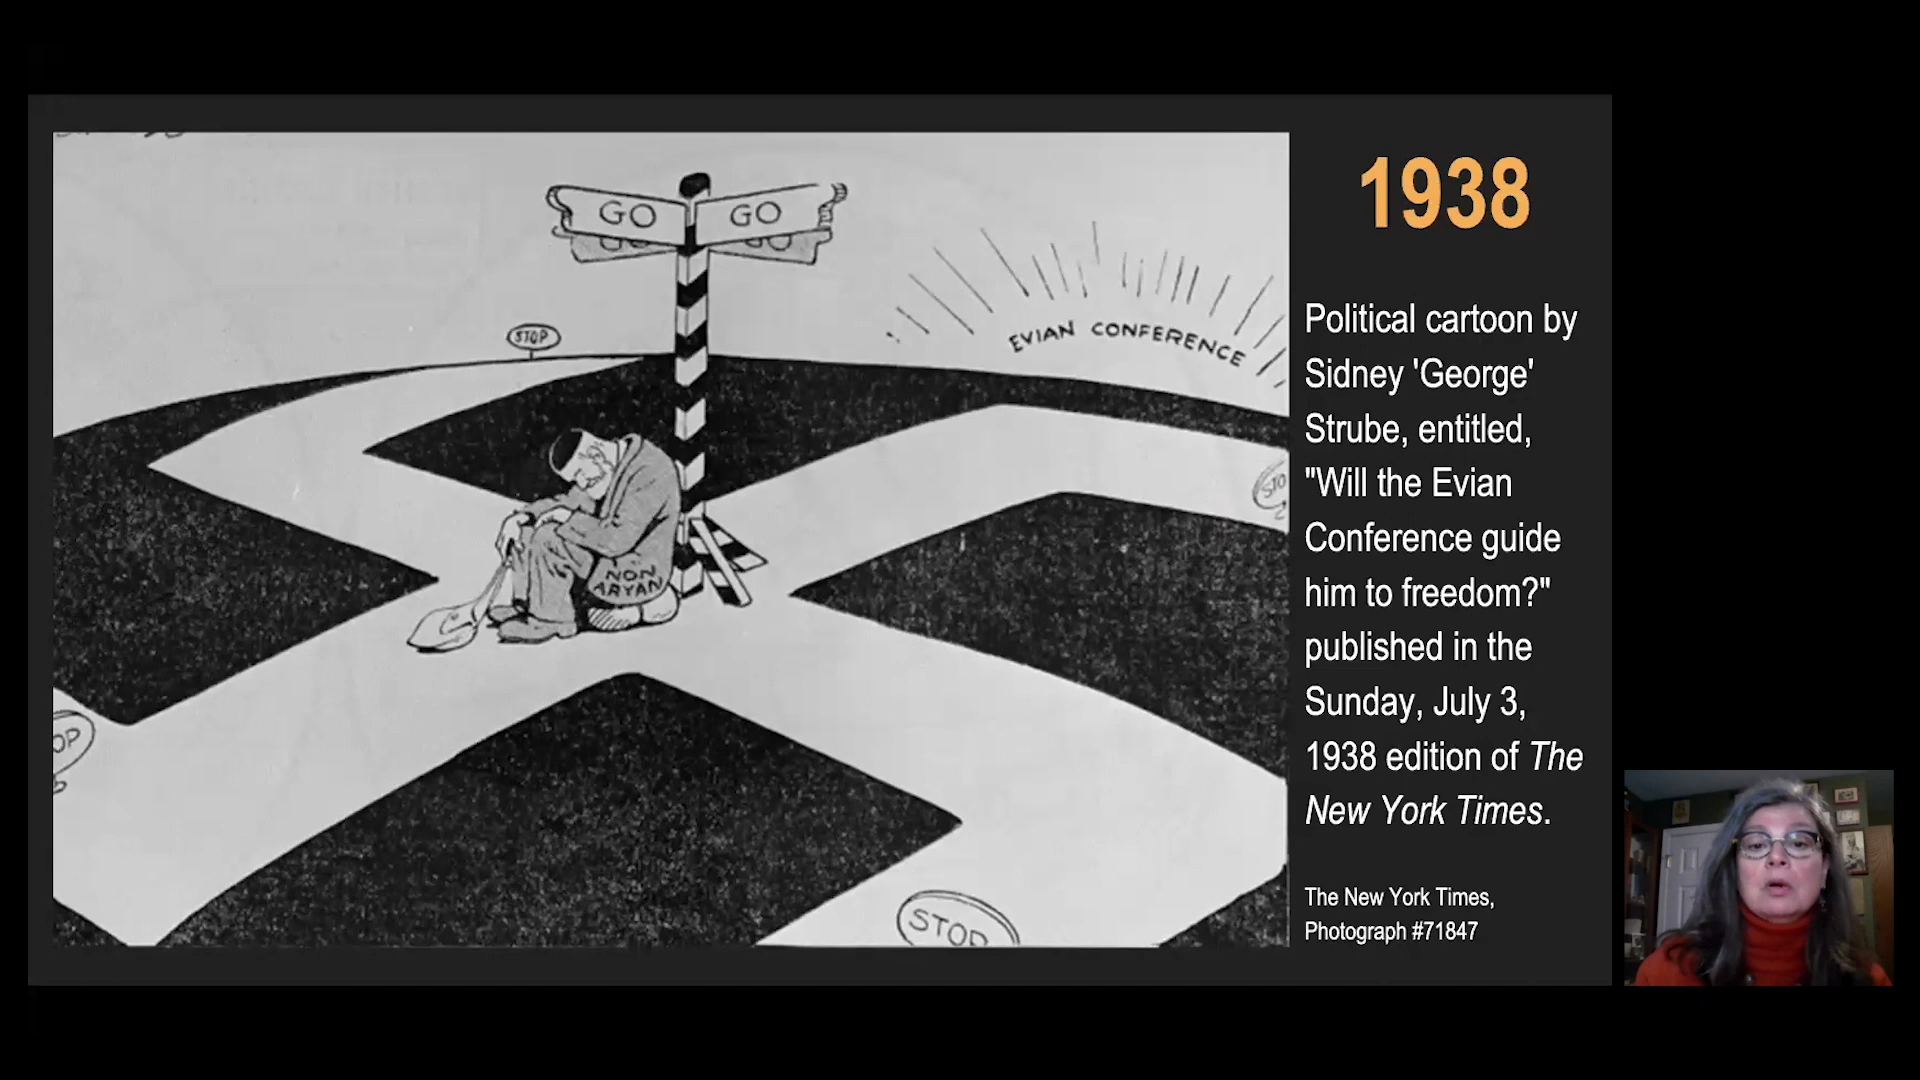 GO GO
STOP
EVIAN CONFERENCE
STO
NON
ARYAN
OP
STOP
1938
Political cartoon by
Sidney 'George'
Strube, entitled,
"Will the Evian
Conference guide
him to freedom?"
published in the
Sunday, July 3,
1938 edition of The
New York Times.
The New York Times,
Photograph #71847